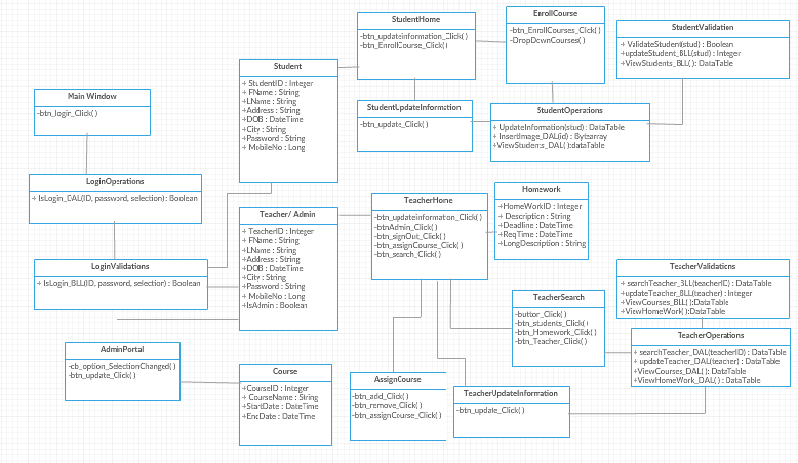 StudentHome
-btn_updateinformation_Click( )
-btn_EnrollCourse_Click( )
EnrollCourse
-btn_EnrollCourses_Click( )
-DropDownCourses( )
StudentValidation
+ ValidateStudent(stud) : Boolean
+updateStudent_BLL(stud) : Integer
+ViewStudents_BLL( ): DataTable
Student
+ StudentID : Integer
+ FName : String;
+LName : String;
+Address : String;
+DOB : DateTime
+City : String
+Password : String
+ MobileNo : Long
Main Window
-btn_login_Click( )
StudentUpdateInformation
-btn_update_Click( )
StudentOperations
+ UpdateInformation(stud): DataTable
+ InsertImage_DAL(id) : Bytearray
+ViewStudents_DAL( ):dataTable
LoginOperations
+ IsLogin_DAL(ID, password, selection): Boolean
LoginValidations
+ IsLogin_BLL(ID, password, selection) : Boolean
Teacher/ Admin
+ TeacherID : Integer
+ FName : String;
+LName : String;
+Address : String;
+DOB : DateTime
+City : String
+Password : String
+ MobileNo : Long
+IsAdmin : Boolean
TeacherHome
-btn_updateinformation_Click( )
-btnAdmin_Click( )
-btn_signOut_Click( )
-btn_assignCourse_Click( )
-btn_search_Click( )
Homework
+HomeWorkID : Integer
+ Description : String
+Deadline : DateTime
+ReqTime : DateTime
+LongDescription : String
TeacherValidations
+ searchTeacher_BLL(teacherID) : DataTable
+updateTeacher_BLL(teacher) : Integer
+ViewCourses_BLL( ): DataTable
+ViewHomeWork( ):DataTable
TeacherSearch
-button_Click( )
-btn_students_Click( )
-btn_Homework_Click( )
-btn_Teacher_Click( )
TeacherOperations
+ searchTeacher_DAL(teacherID) : DataTable
+ updateTeacher_DAL(teacher) : DataTable
+ViewCourses_DAL( ) : DataTable
+ViewHomeWork_DAL( ) : DataTable
AdminPortal
-cb_option_SelectionChanged( )
-btn_update_Click( )
Course
+CourseID : Integer
+ CourseName : String
+StartDate : DateTime
+EndDate : DateTime
AssignCourse
-btn_add_Click( )
-btn_remove_Click( )
-btn_assignCourse_Click( )
TeacherUpdateInformation
-btn_update_Click( )